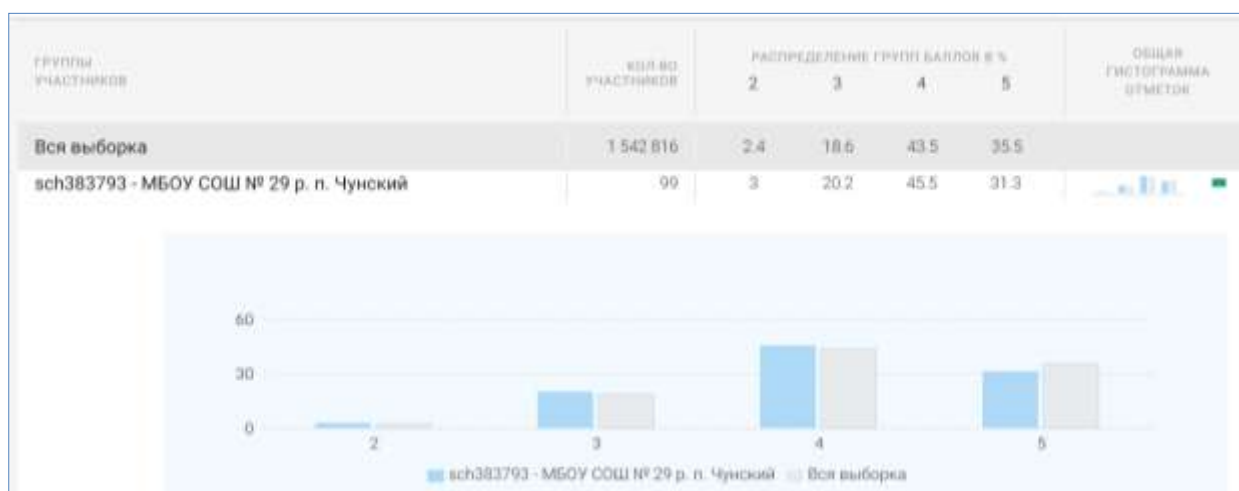 ГРУППЫ
УЧАСТНИКОВ
КОЛ-ВО
УЧАСТНИКОВ
РАСПРЕДЕЛЕНИЕ ГРУПП БАЛЛОВ В %
2 3 4 5
ОБЩАЯ
ГИСТОГРАММА
ОТМЕТОК
Вся выборка 1 542 816 2.4 18.6 43.5 35.5
sch383793 - МБОУ СОШ № 29 р. п. Чунский 99 3 20.2 45.5 31.3
60
30
0
2 3 4 5
sch383793 - МБОУ СОШ № 29 р. п. Чунский Вся выборка